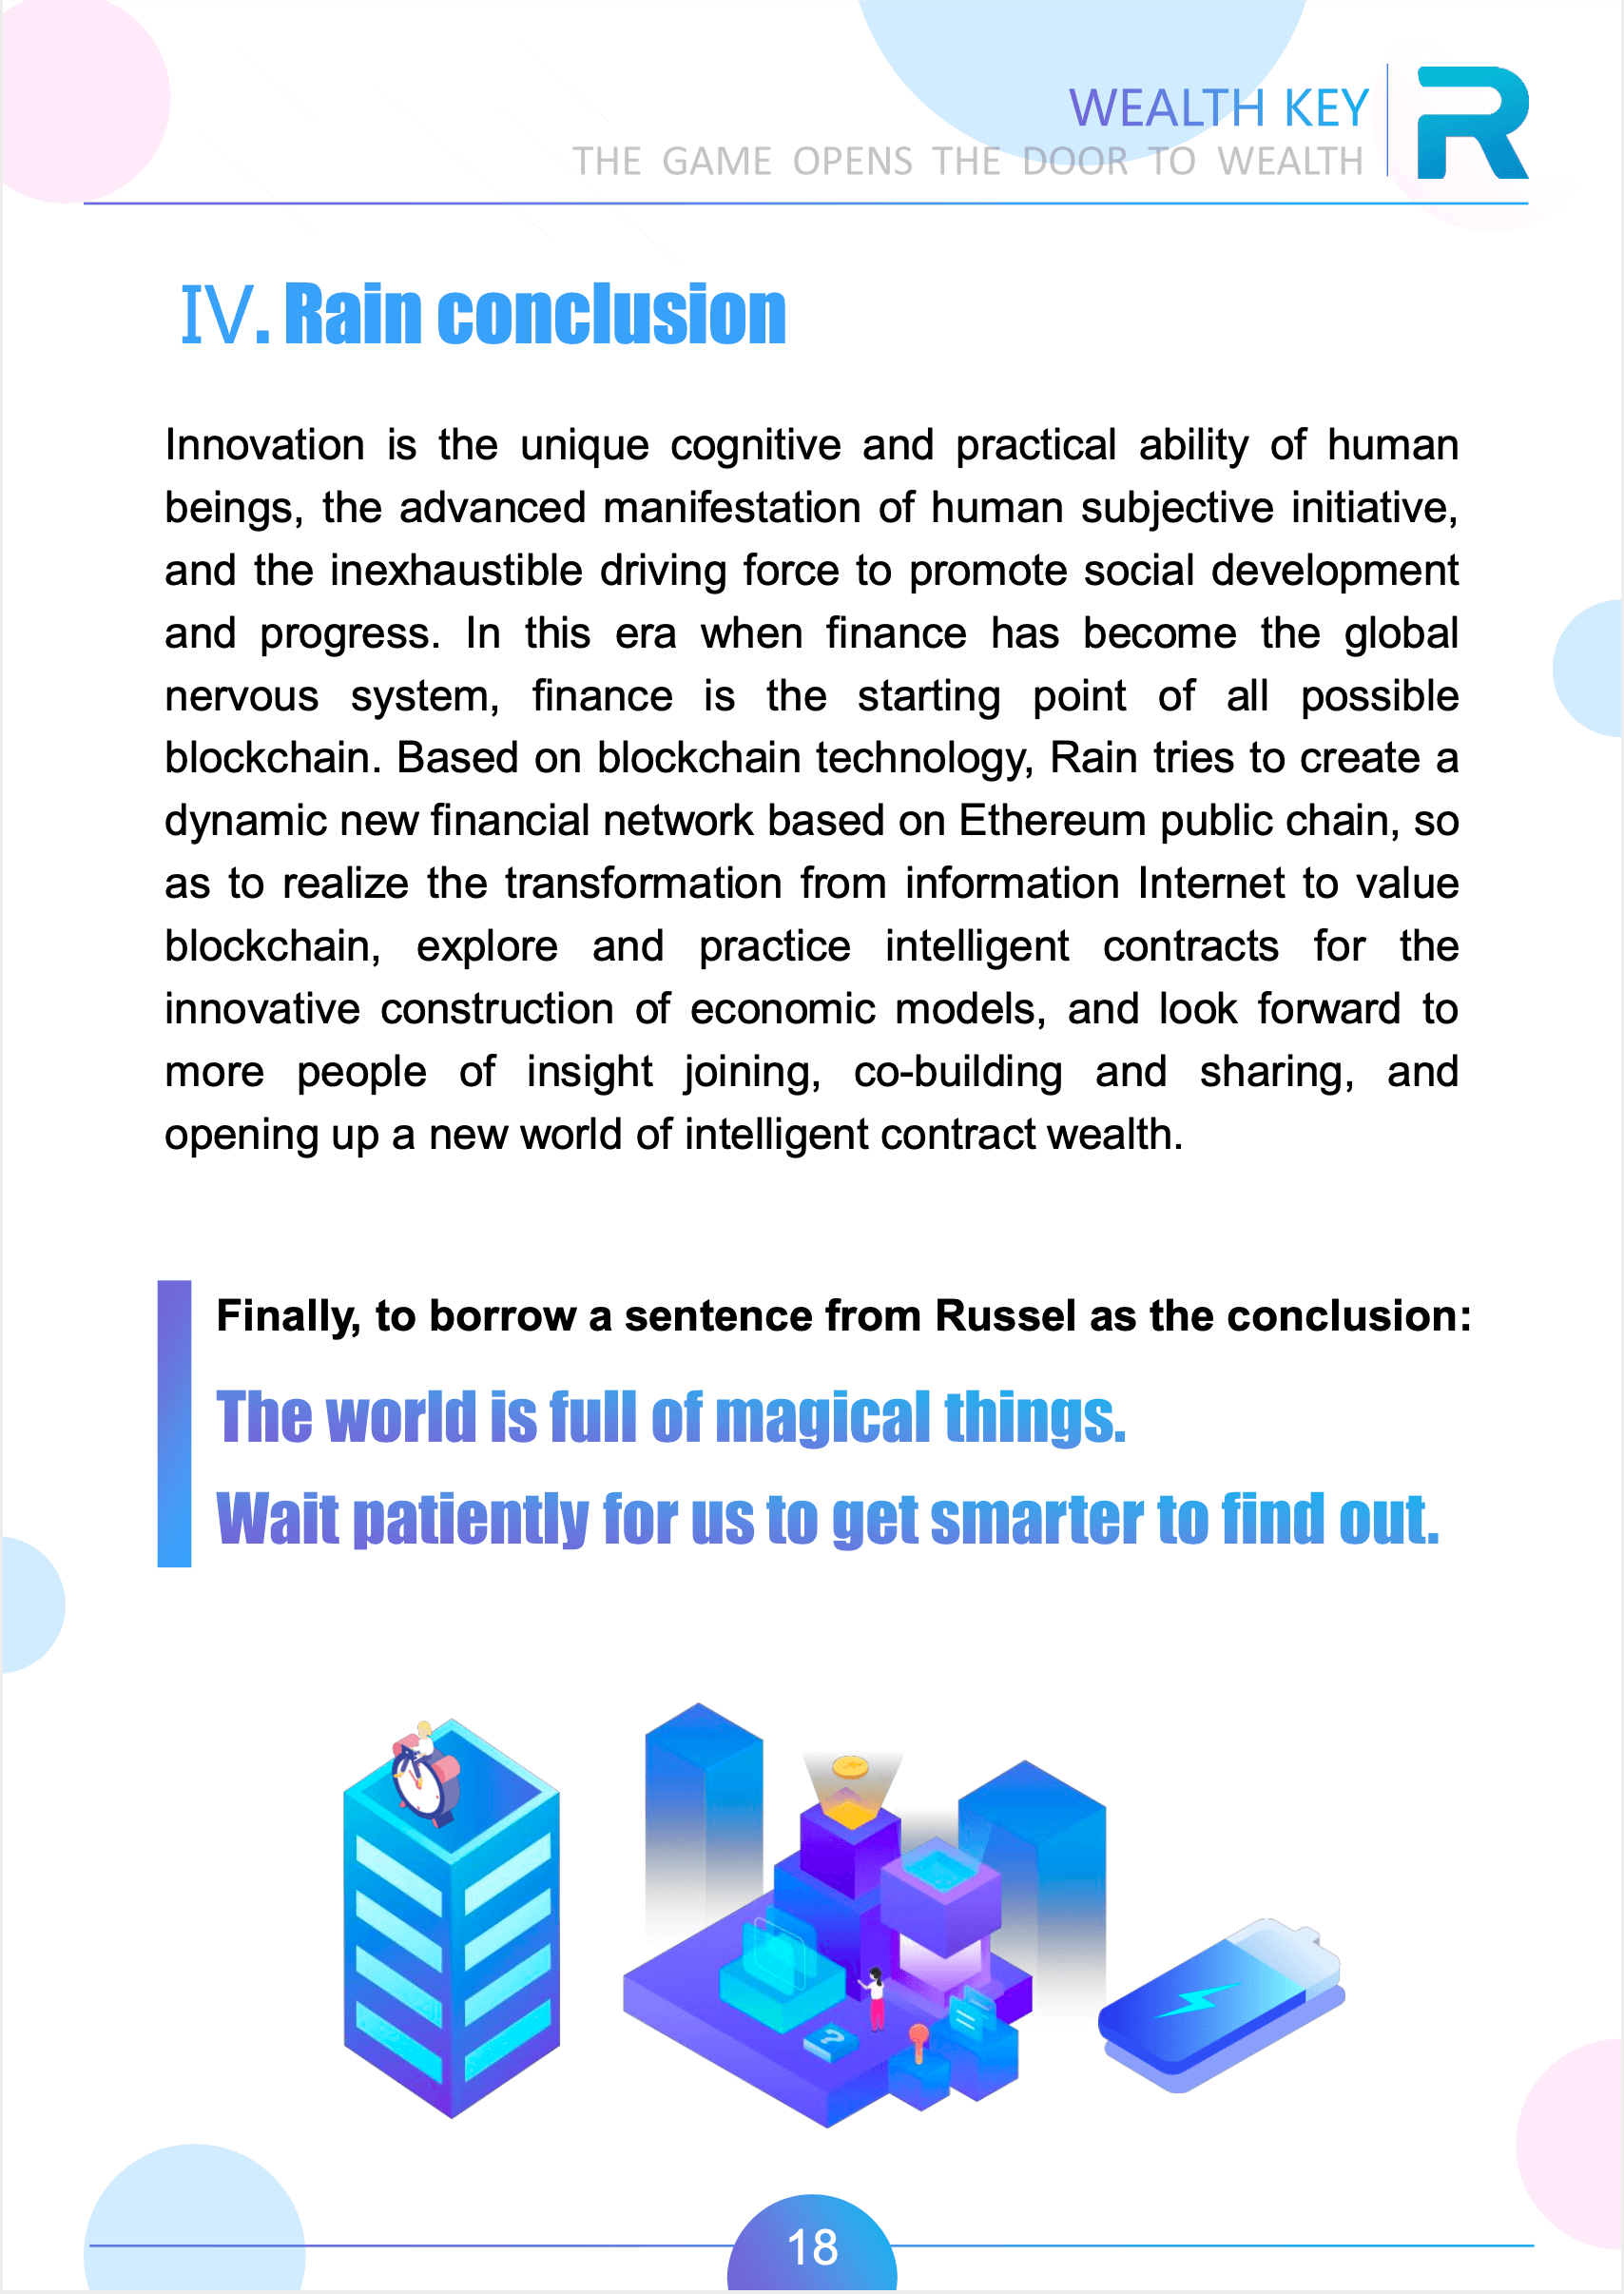 WEALTH KEY
THE GAME OPENS THE DOOR TO WEALTH
R
IV. Rain conclusion
Innovation is the unique cognitive and practical ability of human
beings, the advanced manifestation of human subjective initiative,
and the inexhaustible driving force to promote social development
and progress. In this era when finance has become the global
nervous system, finance is the starting point of all possible
blockchain. Based on blockchain technology, Rain tries to create a
dynamic new financial network based on Ethereum public chain, so
as to realize the transformation from information Internet to value
blockchain, explore and practice intelligent contracts for the
innovative construction of economic models, and look forward to
more people of insight joining, co-building and sharing, and
opening up a new world of intelligent contract wealth.
Finally, to borrow a sentence from Russel as the conclusion:
The world is full of magical things.
Wait patiently for us to get smarter to find out.
?
18